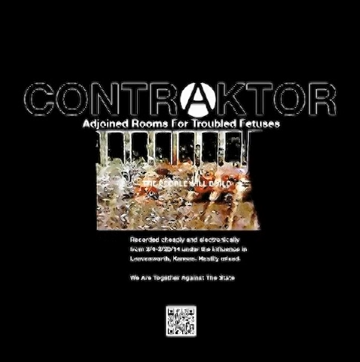 CONTRAKTOR
Adjoined Rooms For Troubled Fetuses
THE PEOPLE WILL BUILD
Recorded cheaply and electronically
from 3/4-3/20/14 under the influence in
Leavenworth, Kansas. Hastily mixed.
We Are Together Against The State